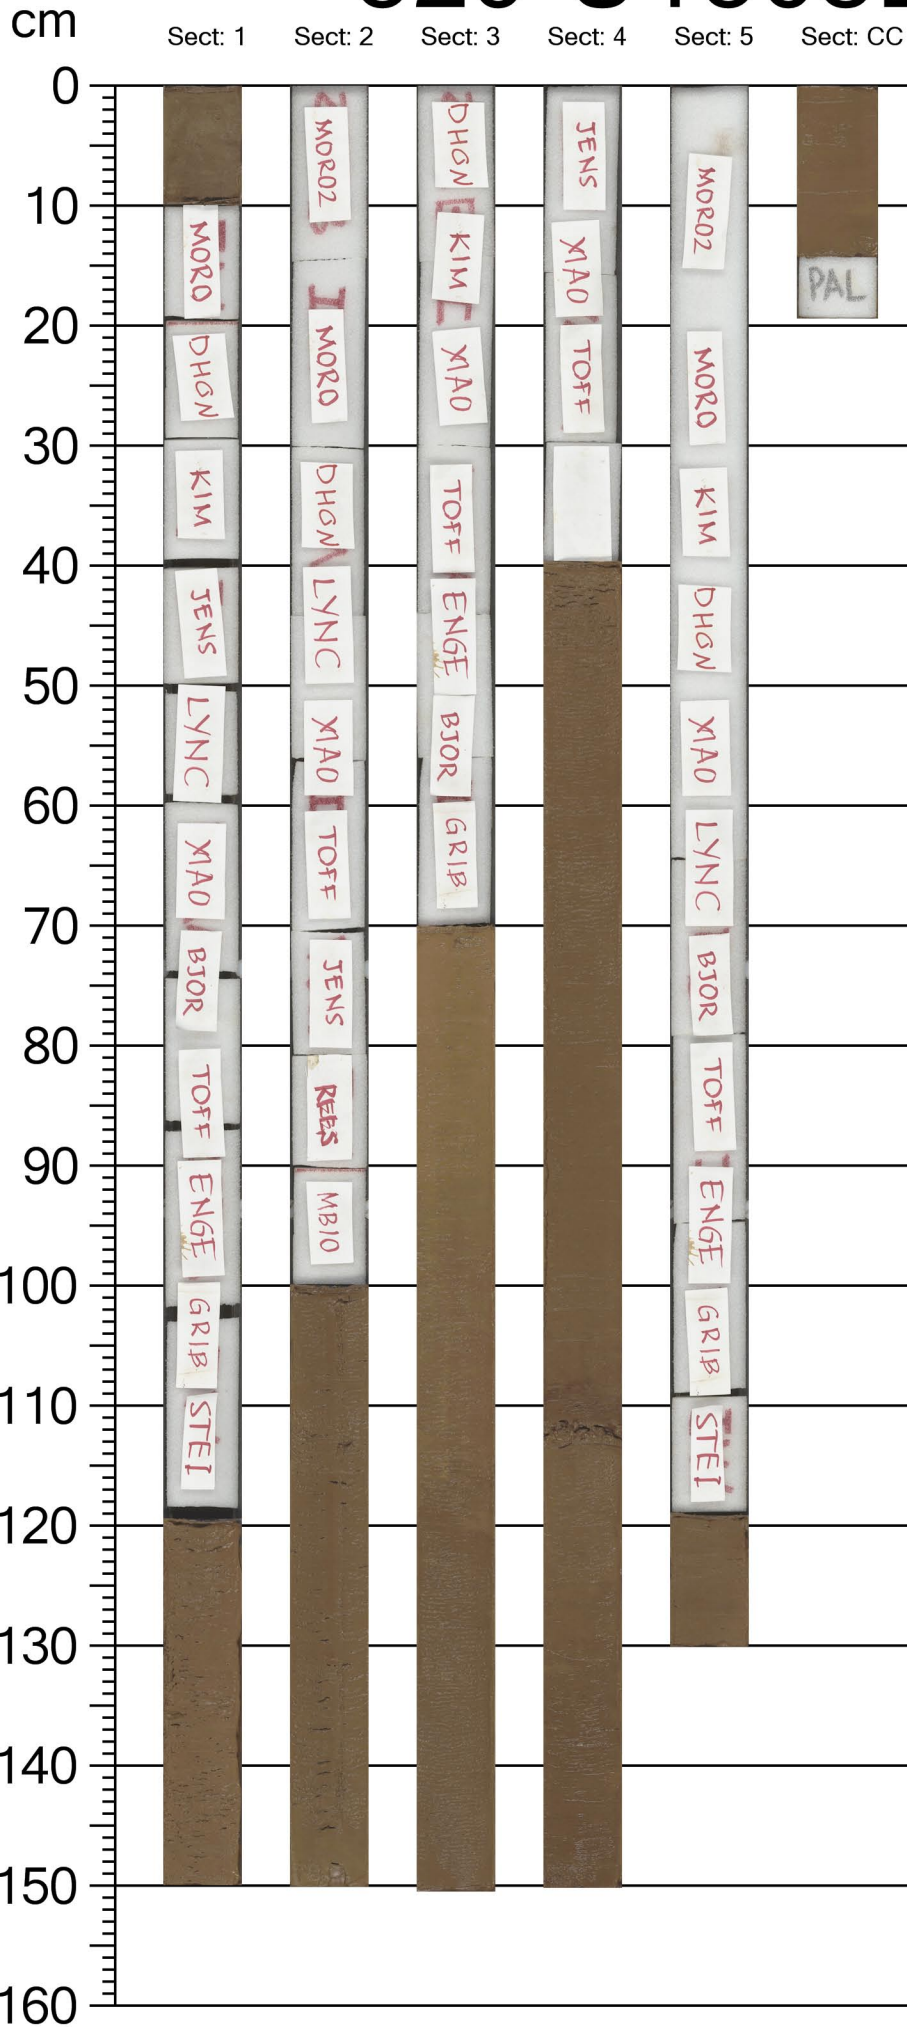 cm
Sect: 1
Sect: 2
Sect: 3
Sect: 4
Sect: 5
Sect: CC
0
10
20
30
40
50
60
70
80
90
100
110
120
130
140
150
160
MORO
DHGN
KIM
JENS
LYNC
XIAO
BJOR
TOFF
ENGE
GRIB
STEI
MORO2
MORO
DHGN
LYNC
XIAO
TOFF
JENS
REES
MBIO
DHGN
KIM
XIAO
TOFF
ENGE
BJOR
GRIB
JENS
XIAO
TOFF
MORO2
MORO
KIM
DHGN
XIAO
LYNC
BJOR
TOFF
ENGE
GRIB
STEI
PAL